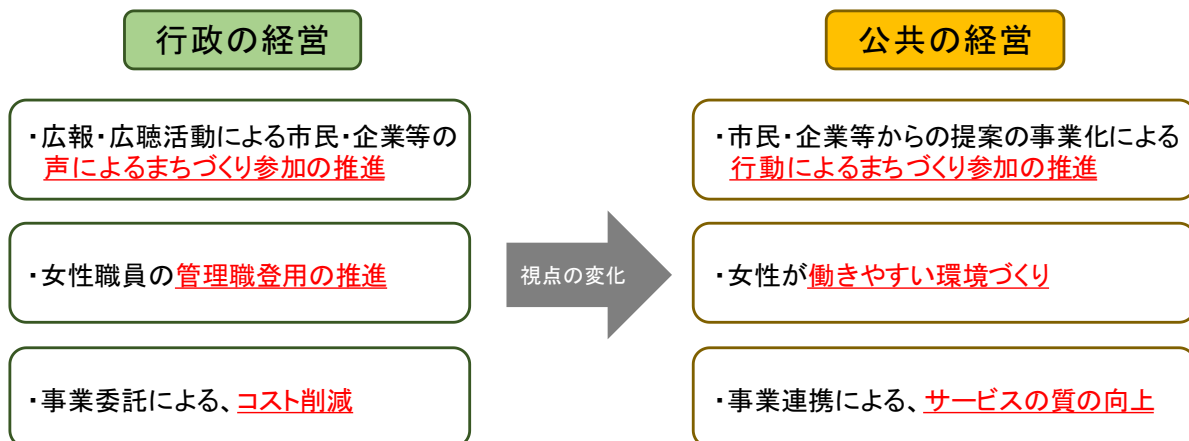 行政の経営
公共の経営
・広報・広聴活動による市民・企業等の
声によるまちづくり参加の推進
・市民・企業等からの提案の事業化による
行動によるまちづくり参加の推進
・女性職員の管理職登用の推進
視点の変化
・女性が働きやすい環境づくり
・事業委託による、コスト削減
・事業連携による、サービスの質の向上